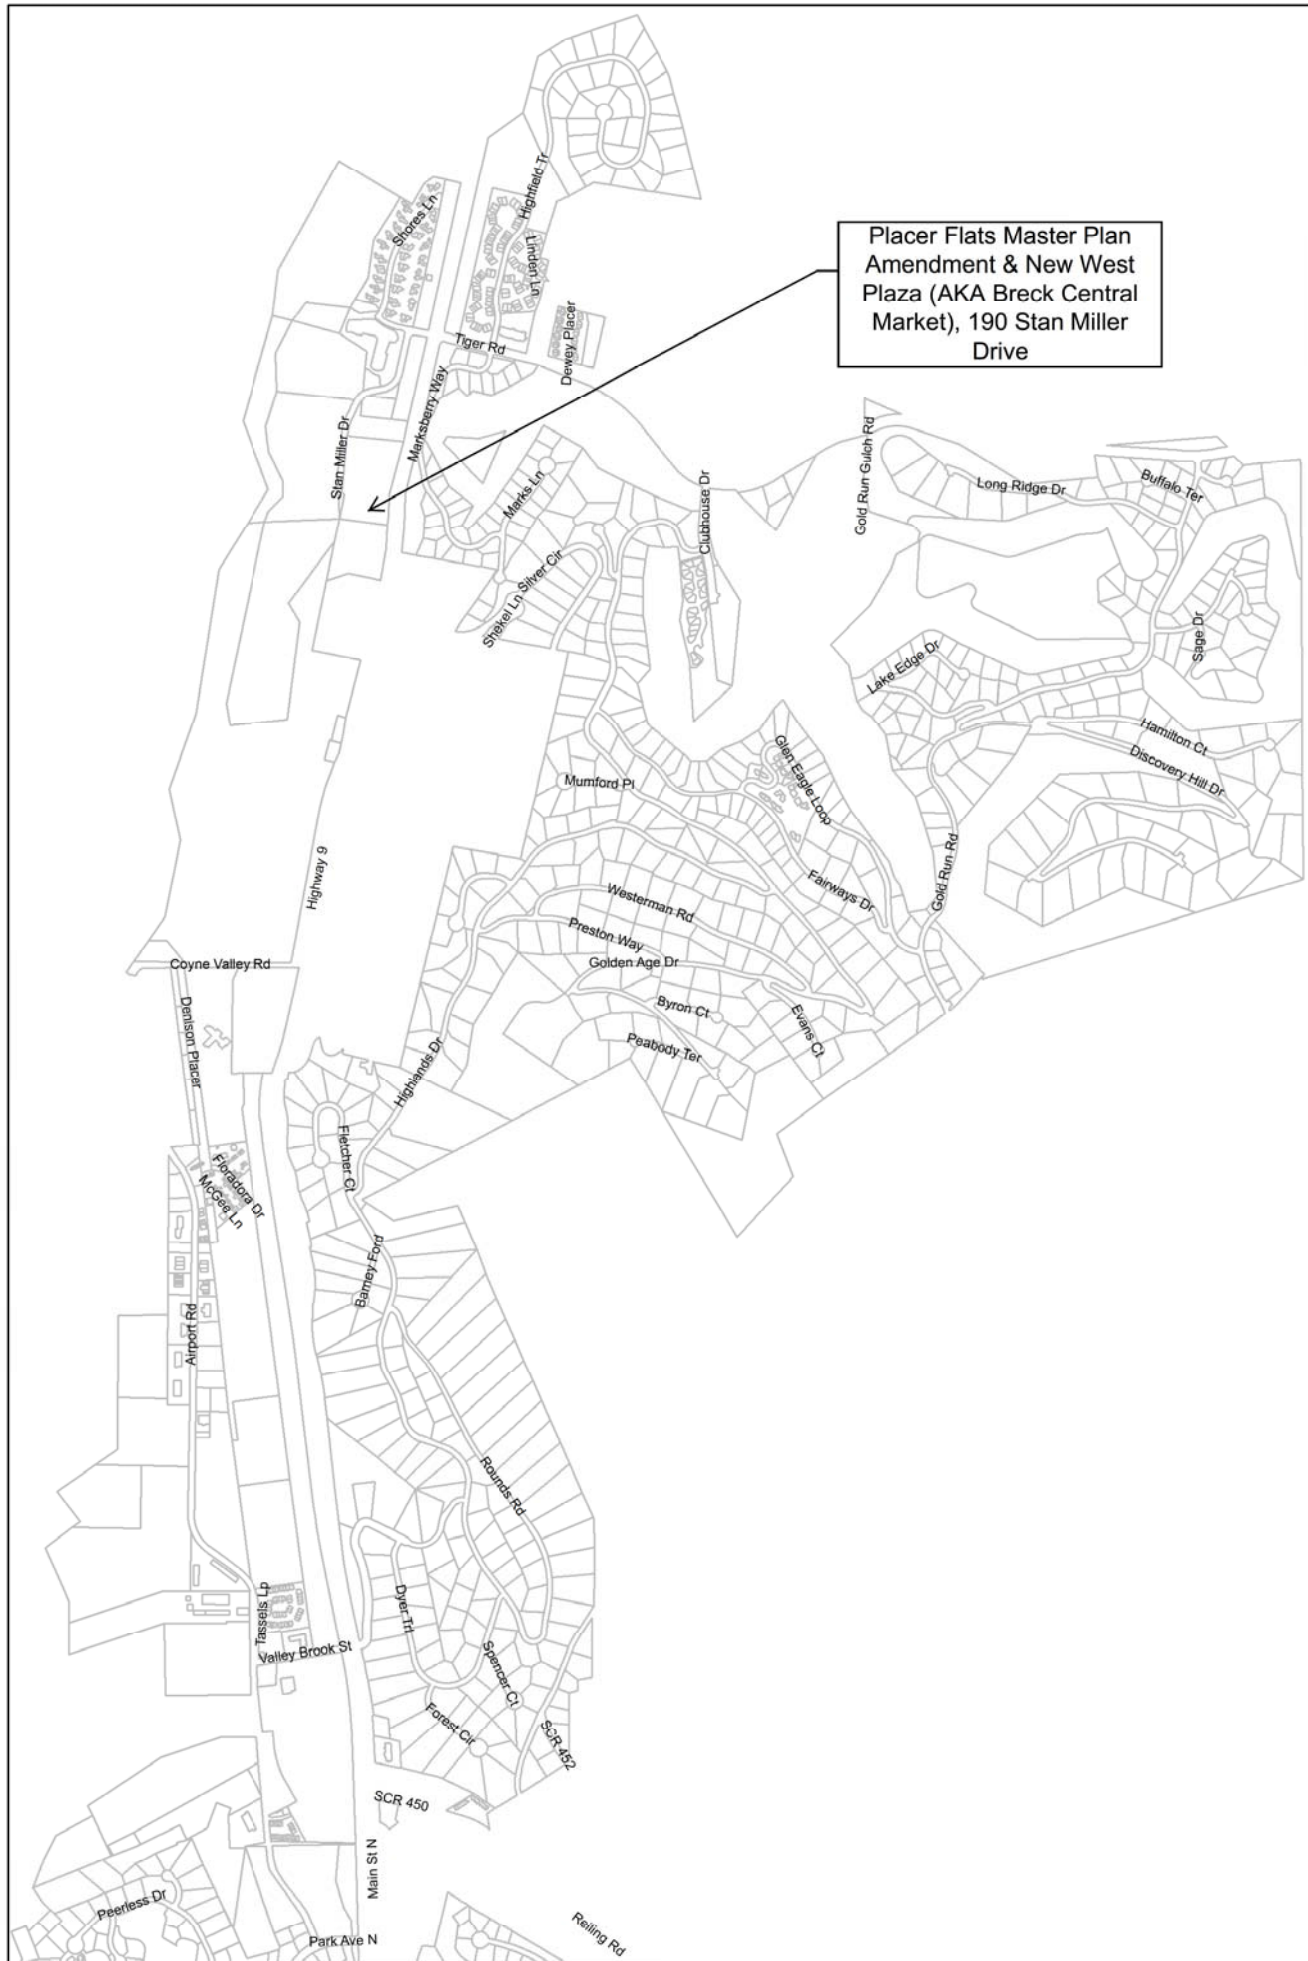 Placer Flats Master Plan
Amendment & New West
Plaza (AKA Breck Central
Market), 190 Stan Miller
Drive
Highfield Tr
Shores Ln
Linden Ln
Tiger Rd
Dewey Placer
Marksberry Way
Stan Miller Dr
Gold Run Gulch Rd
Long Ridge Dr
Buffalo Ter
Marks Ln
Clubhouse Dr
Silver Cir
Shekel Ln
Sage Dr
Lake Edge Dr
Hamilton Ct
Discovery Hill Dr
Glen Eagle Loop
Mumford Pl
Highway 9
Gold Run Rd
Fairways Dr
Westerman Rd
Preston Way
Golden Age Dr
Coyne Valley Rd
Byron Ct
Evans Ct
Peabody Ter
Denison Placer
Highlands Dr
Fletcher Ct
Floradora Dr
McGee Ln
Barney Ford
Airport Rd
Rounds Rd
Tassels Lp
Dyer Trl
Valley Brook St
Spencer Ct
Forest Cir
SCR 452
SCR 450
Main St N
Peerless Dr
Park Ave N
Reiling Rd